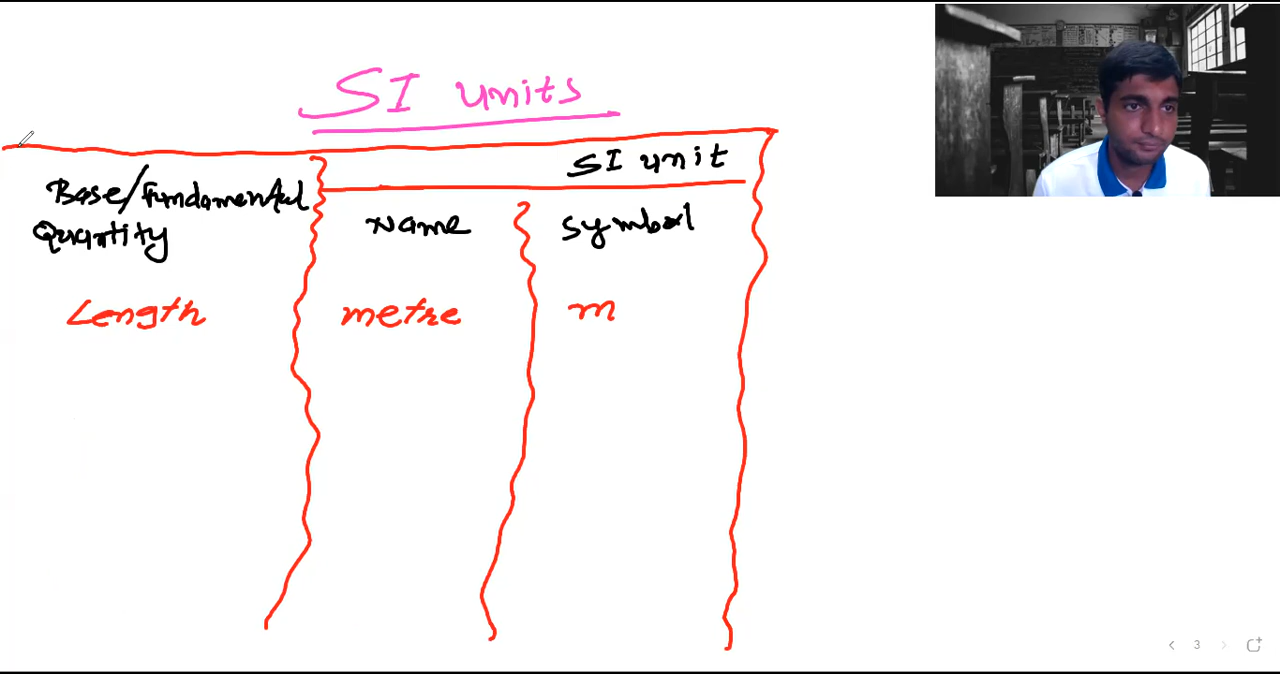 SI units
SI unit
Base/Fundamental
Quantity
Name
Symbol
Length
metre
m
3